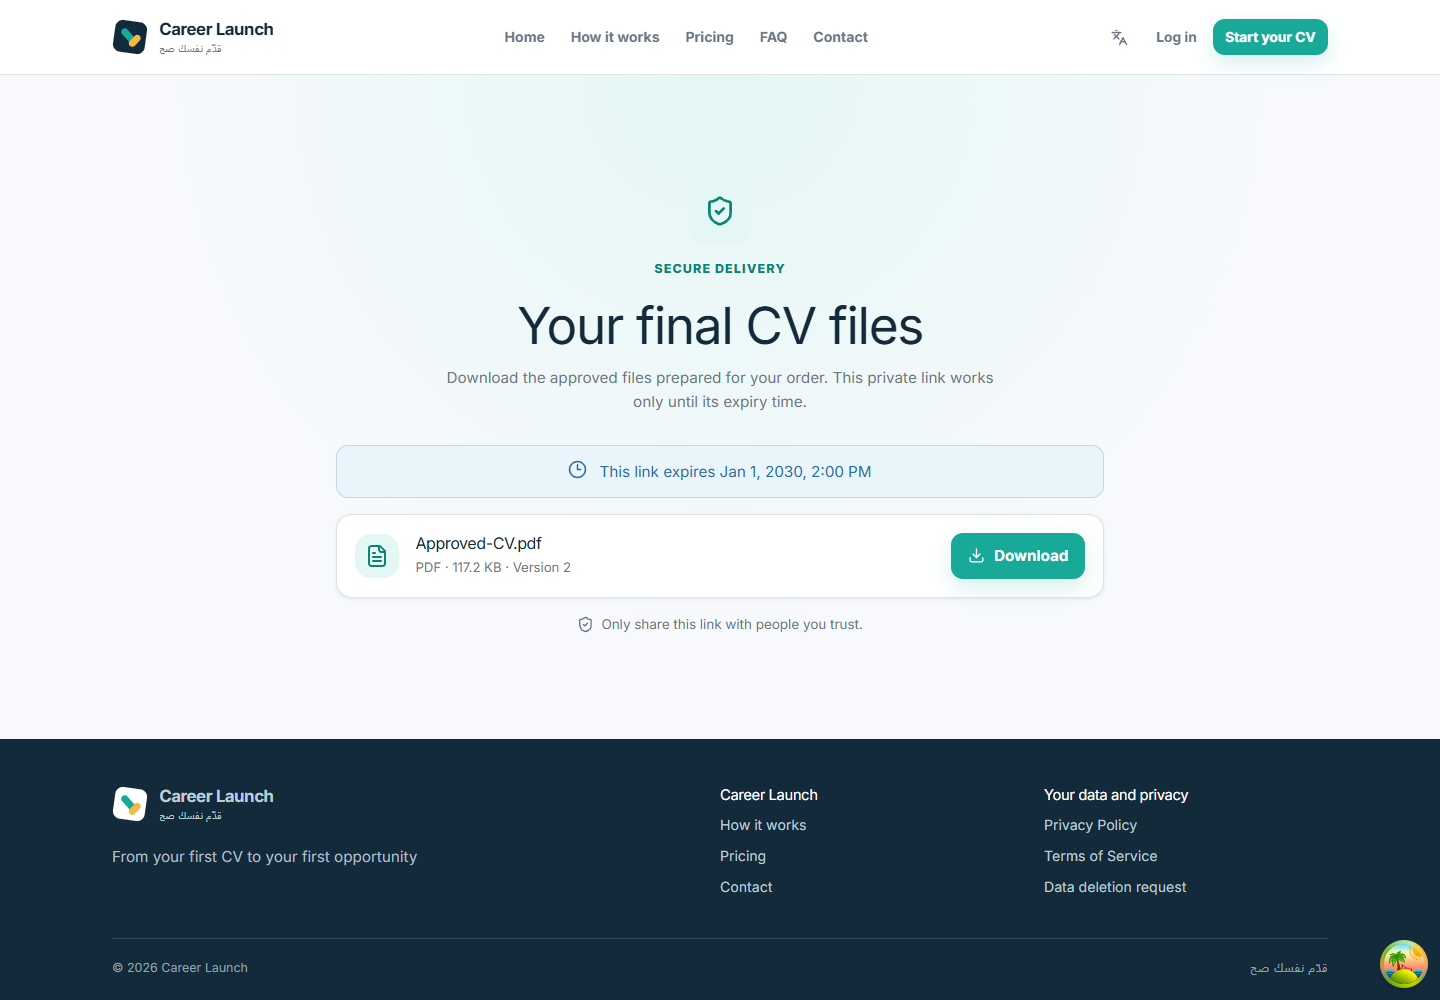 Career Launch
قدّم نفسك صح
Home
How it works
Pricing
FAQ
Contact
Log in
Start your CV
SECURE DELIVERY
Your final CV files
Download the approved files prepared for your order. This private link works
only until its expiry time.
This link expires Jan 1, 2030, 2:00 PM
Approved-CV.pdf
PDF · 117.2 KB · Version 2
Download
Only share this link with people you trust.
Career Launch
قدّم نفسك صح
From your first CV to your first opportunity
Career Launch
How it works
Pricing
Contact
Your data and privacy
Privacy Policy
Terms of Service
Data deletion request
© 2026 Career Launch
قدّم نفسك صح